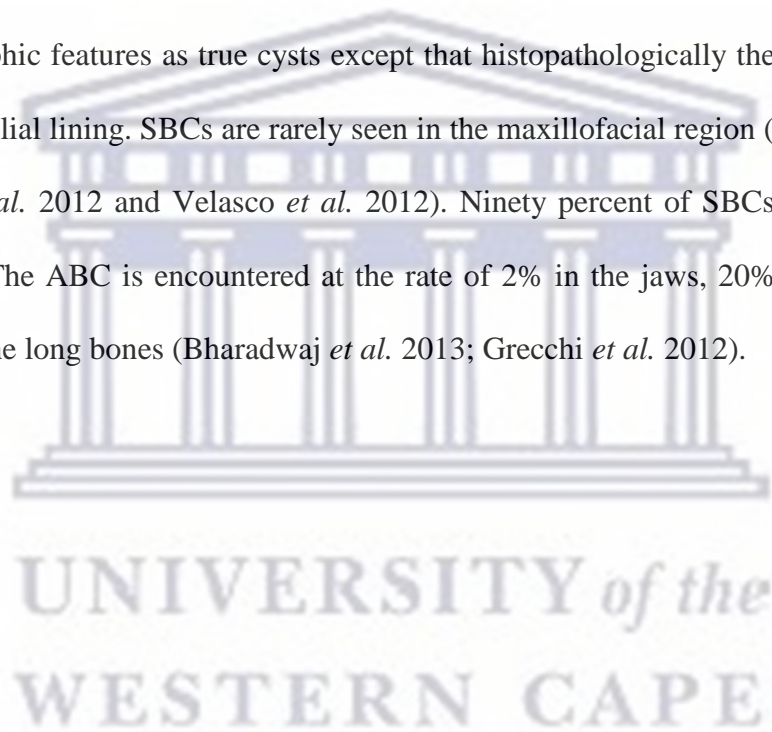 phic features as true cysts except that histopathologically the
lial lining. SBCs are rarely seen in the maxillofacial region (
al. 2012 and Velasco et al. 2012). Ninety percent of SBCs
The ABC is encountered at the rate of 2% in the jaws, 20%
ne long bones (Bharadwaj et al. 2013; Grecchi et al. 2012).
UNIVERSITY of the
WESTERN CAPE